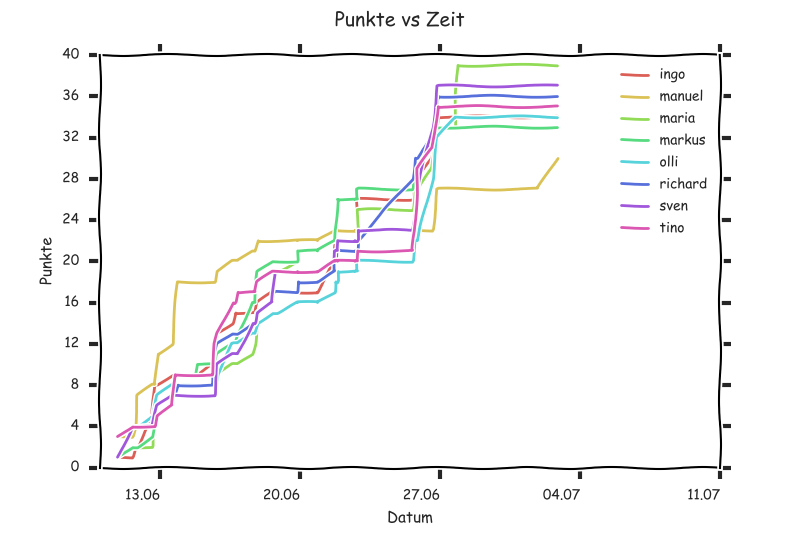 Punkte vs Zeit
40
36
32
28
24
20
16
12
8
4
0
Punkte
13.06
20.06
27.06
04.07
11.07
Datum
ingo
manuel
maria
markus
olli
richard
sven
tino